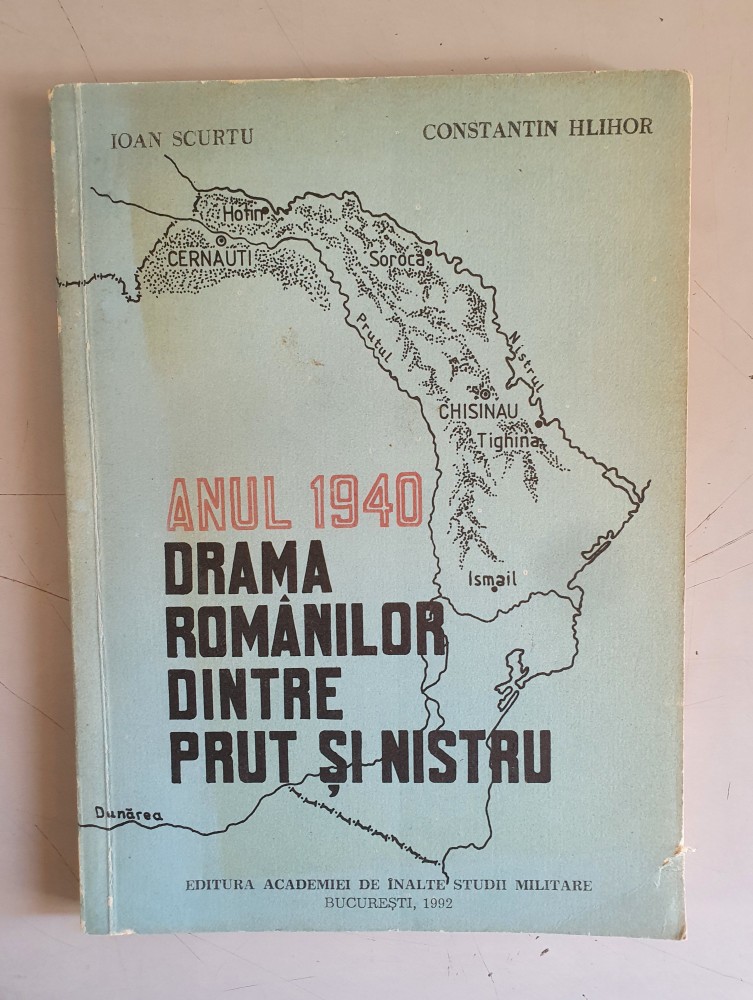 IOAN SCURTU
CONSTANTIN HLIHOR
Hotin
CERNAUTI
Soroca
Prutul
Nistrul
CHISINAU
Tighina
ANUL 1940
DRAMA
ROMÂNILOR
DINTRE
PRUT ȘI NISTRU
Ismail
Dunărea
EDITURA ACADEMIEI DE ÎNALTE STUDII MILITARE
BUCUREȘTI, 1992